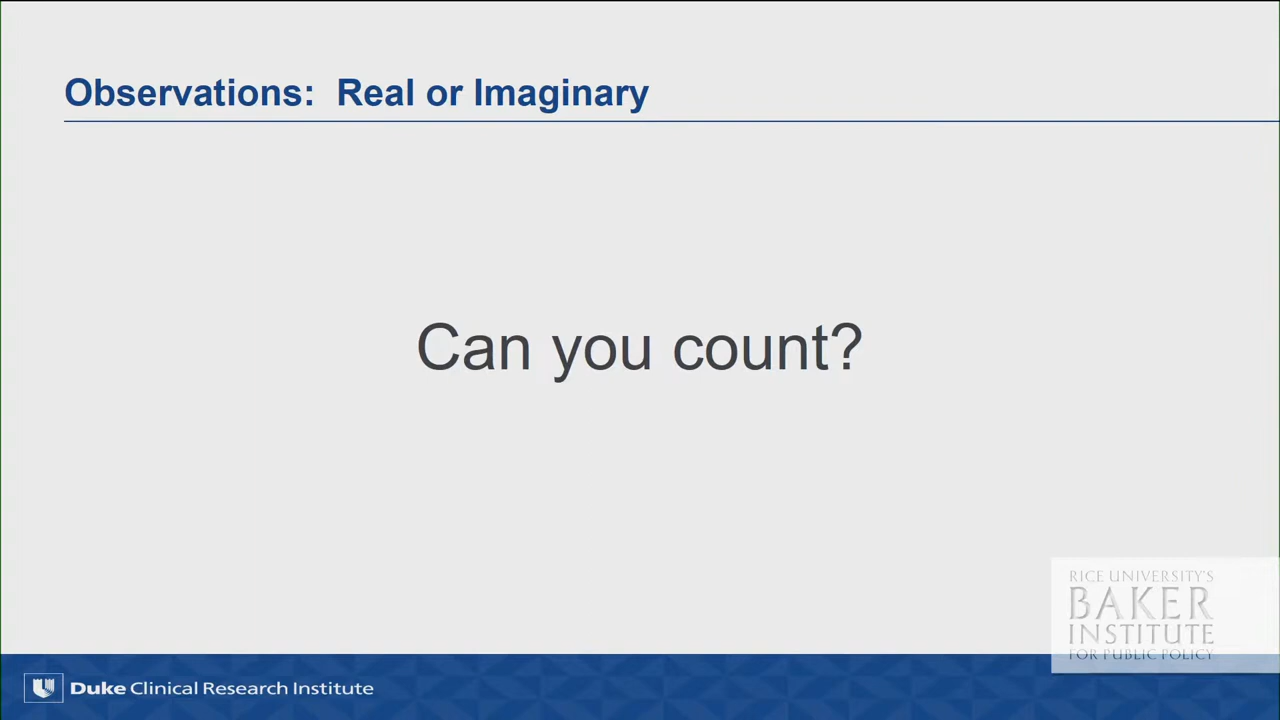 Observations: Real or Imaginary
Can you count?
RICE UNIVERSITY'S
BAKER
INSTITUTE
FOR PUBLIC POLICY
Duke Clinical Research Institute